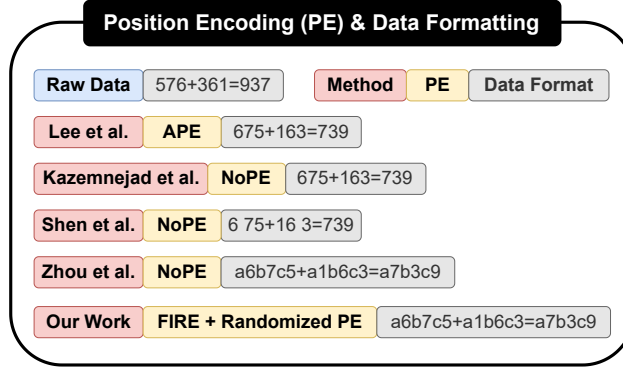 Position Encoding (PE) & Data Formatting
Raw Data 576+361=937 Method PE Data Format
Lee et al. APE 675+163=739
Kazemnejad et al. NoPE 675+163=739
Shen et al. NoPE 6 75+16 3=739
Zhou et al. NoPE a6b7c5+a1b6c3=a7b3c9
Our Work FIRE + Randomized PE a6b7c5+a1b6c3=a7b3c9